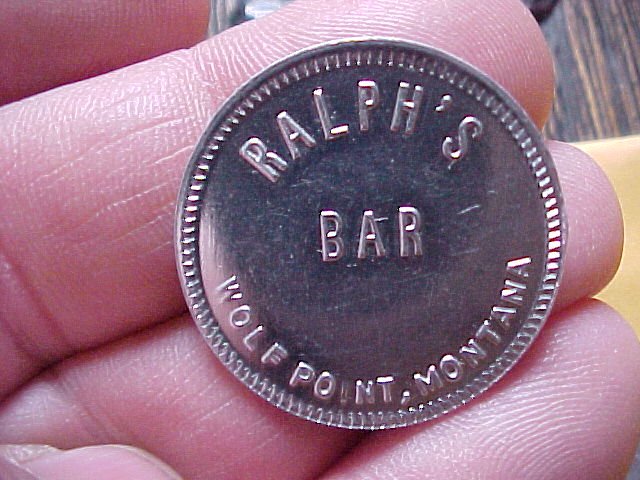 RALPH'S
BAR
WOLF POINT, MONTANA